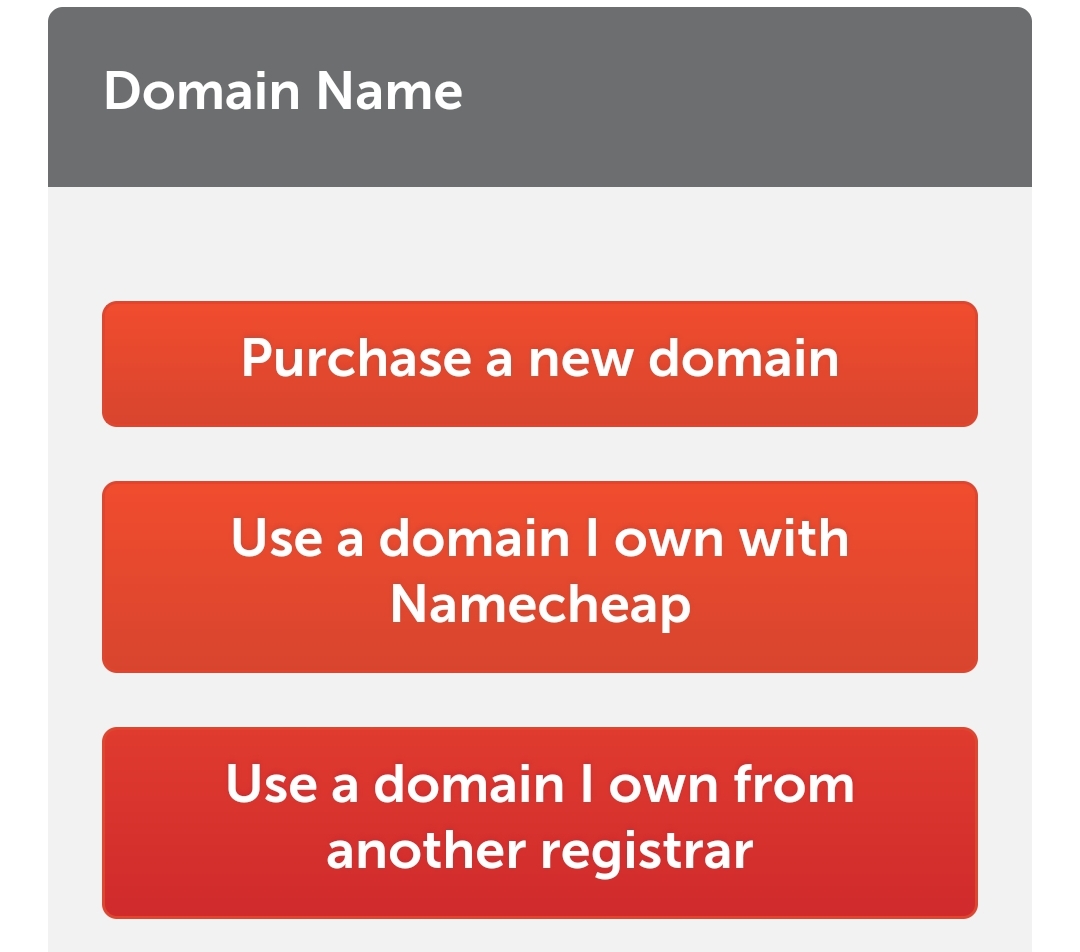 Domain Name
Purchase a new domain
Use a domain I own with
Namecheap
Use a domain I own from
another registrar